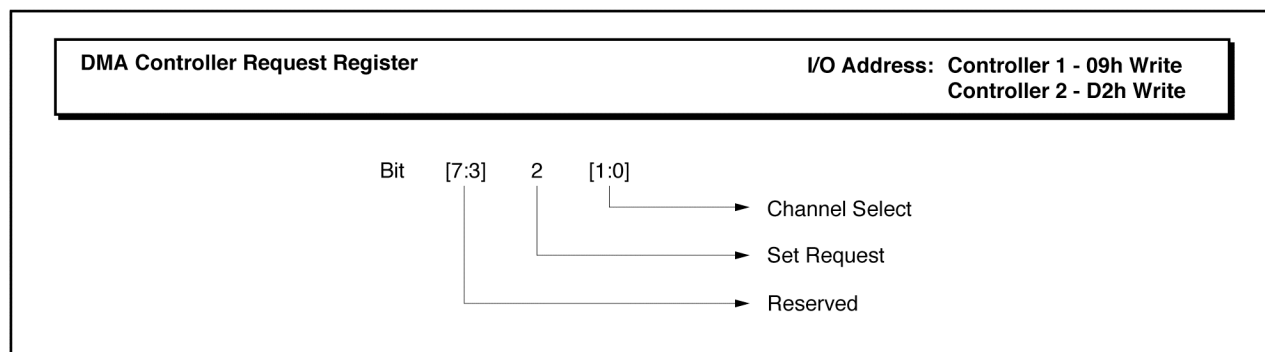 DMA Controller Request Register
I/O Address: Controller 1 - 09h Write
Controller 2 - D2h Write
Bit [7:3] 2 [1:0]
Channel Select
Set Request
Reserved